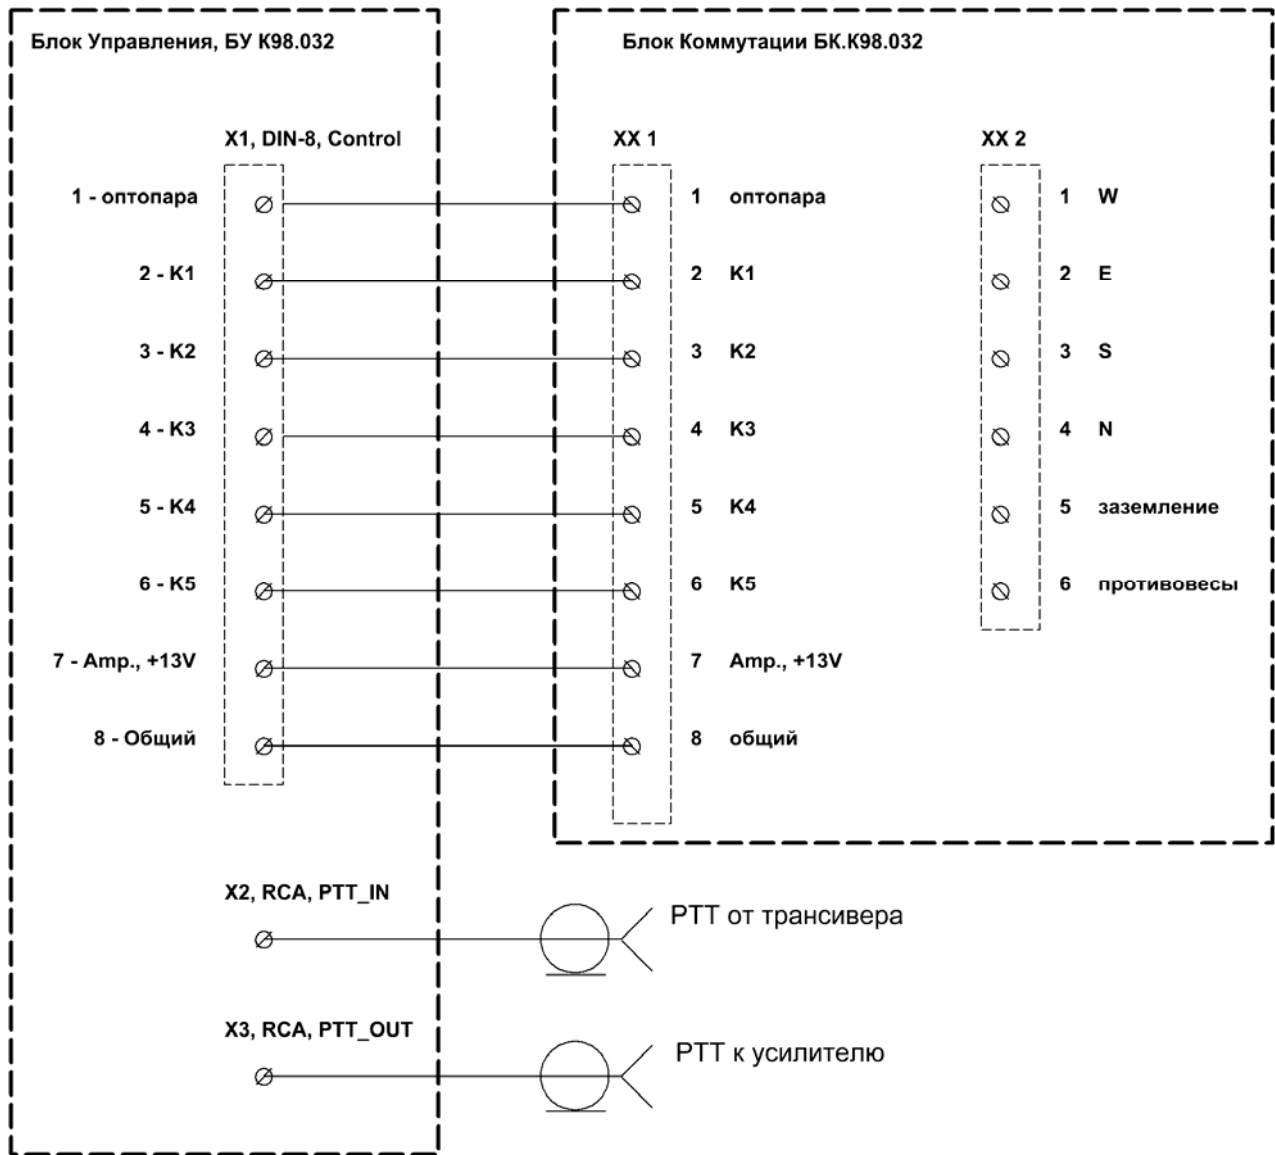 Блок Управления, БУ К98.032
Блок Коммутации БК.К98.032
X1, DIN-8, Control
XX 1
XX 2
1 - оптопара
1 оптопара
1 W
2 - K1
2 K1
2 E
3 - K2
3 K2
3 S
4 - K3
4 K3
4 N
5 - K4
5 K4
5 заземление
6 - K5
6 K5
6 противовесы
7 - Amp., +13V
7 Amp., +13V
8 - Общий
8 общий
X2, RCA, PTT_IN
PTT от трансивера
X3, RCA, PTT_OUT
PTT к усилителю